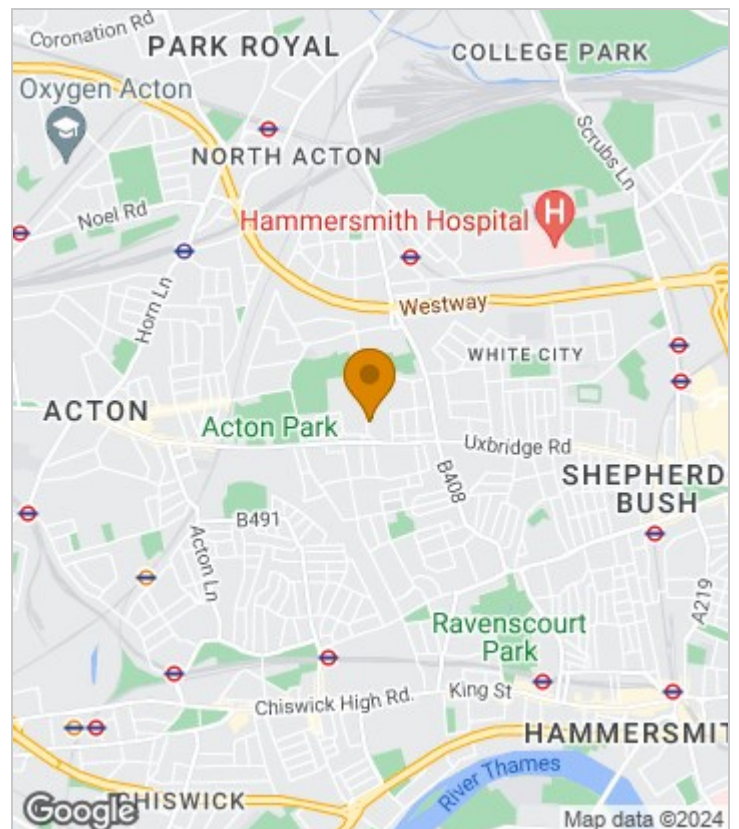 Coronation Rd
PARK ROYAL
COLLEGE PARK
Oxygen Acton
NORTH ACTON
Scrubs Ln
Noel Rd
Hammersmith Hospital
H
Horn Ln
Westway
WHITE CITY
ACTON
Acton Park
Uxbridge Rd
B408
SHEPHERD
BUSH
B491
Acton Ln
A219
Ravenscourt
Park
Chiswick High Rd.
King St
HAMMERSMIT
River Thames
CHISWICK
Google
Map data ©2024